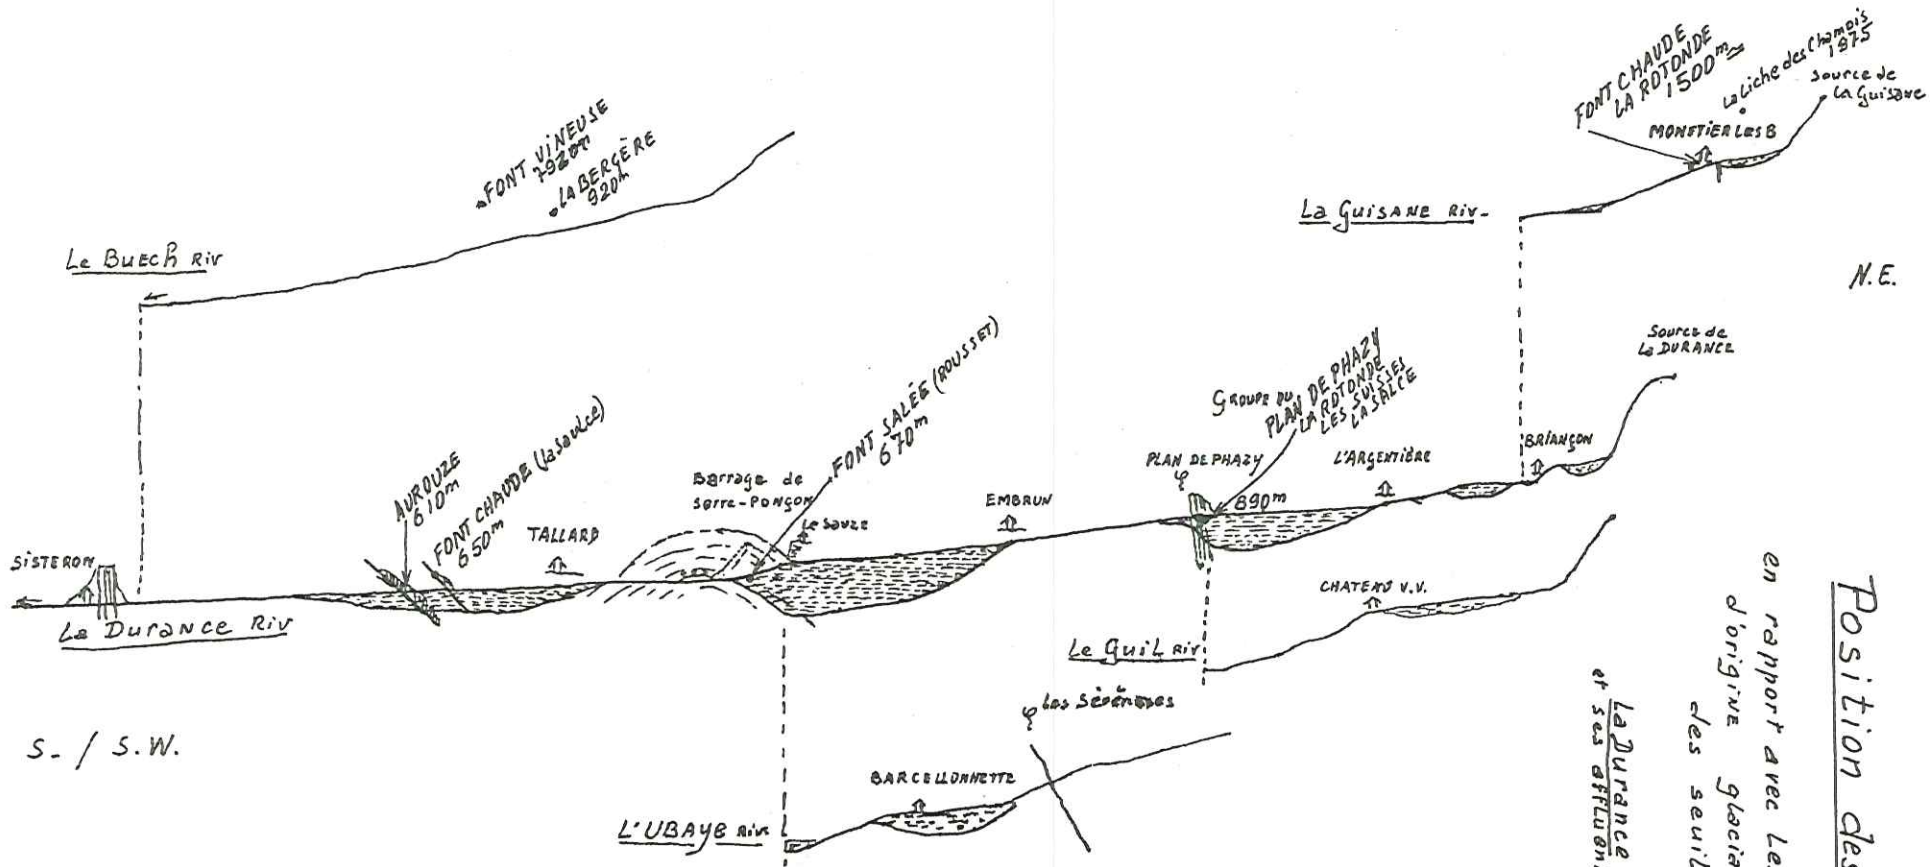 FONT VINEUSE
LA BERGÈRE
920m
Le BUECH RIV
FONT CHAUDE
LA ROTONDE
1500m
La Liche des Chamois
1975
Source de
La Guisane
MONETIER LES B
La GUISANE RIV-
N.E.
Source de
La DURANCE
BRIANÇON
L'ARGENTIÈRE
GROUPE DU
PLAN DE PHAZY
LA ROTONDE
LES SUISSES
LA SALCE
PLAN DE PHAZY
890m
EMBRUN
FONT SALÉE (ROUSSET)
670m
Barrage de
Serre-PONÇON
Le Sauze
TALLARD
FONT CHAUDE (la Saulce)
650m
AUROUZE
610m
SISTERON
La DURANCE RIV
CHATEAU V.V.
Le GUIL RIV
S. / S.W.
BARCELONNETTE
L'UBAYE RIV
Position des
en rapport avec Les
d'origine glacia
des seuil
La Durance
et ses affluen